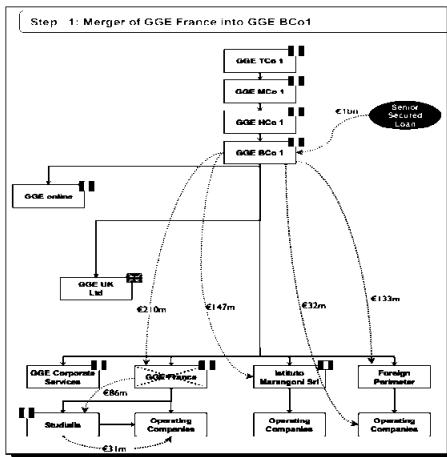 Step 1: Merger of GGE France into GGE BCo1
GGE TCo 1
GGE MCo 1
GGE HCo 1
GGE BCo 1
€1bn
Senior
Secured
Loan
GGE online
GGE UK
Ltd
€210m
€147m
€32m
€133m
GGE Corporate
Services
GGE France
Istituto
Marangoni Srl
Foreign
Perimeter
€86m
Studialis
Operating
Companies
Operating
Companies
Operating
Companies
€31m